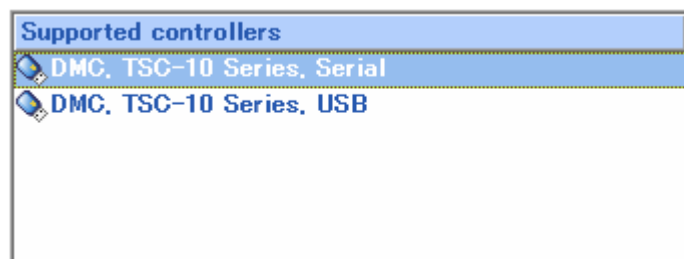 Supported controllers
DMC, TSC-10 Series, Serial
DMC, TSC-10 Series, USB